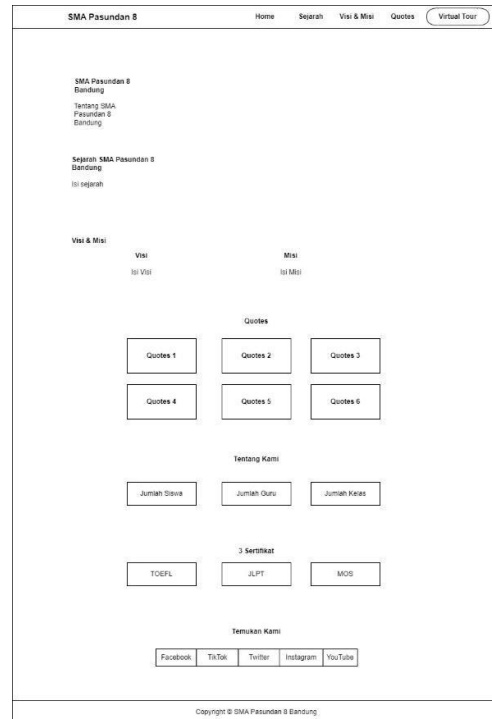 SMA Pasundan 8 Home Sejarah Visi & Misi Quotes Virtual Tour
SMA Pasundan 8
Bandung
Tentang SMA
Pasundan 8
Bandung
Sejarah SMA Pasundan 8
Bandung
Isi sejarah
Visi & Misi
Visi Misi
Isi Visi Isi Misi
Quotes
Quotes 1 Quotes 2 Quotes 3
Quotes 4 Quotes 5 Quotes 6
Tentang Kami
Jumlah Siswa Jumlah Guru Jumlah Kelas
3 Sertifikat
TOEFL JLPT MOS
Temukan Kami
Facebook TikTok Twitter Instagram YouTube
Copyright © SMA Pasundan 8 Bandung